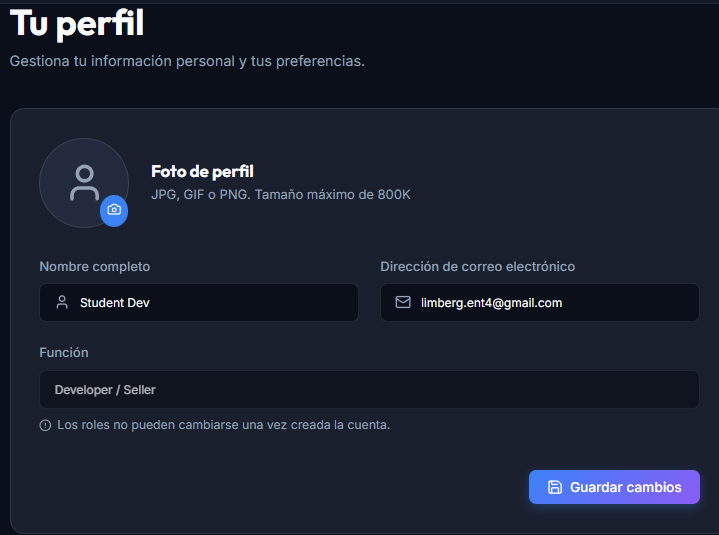 Tu perfil
Gestiona tu información personal y tus preferencias.
Foto de perfil
JPG, GIF o PNG. Tamaño máximo de 800K
Nombre completo
Student Dev
Dirección de correo electrónico
limberg.ent4@gmail.com
Función
Developer / Seller
Los roles no pueden cambiarse una vez creada la cuenta.
Guardar cambios